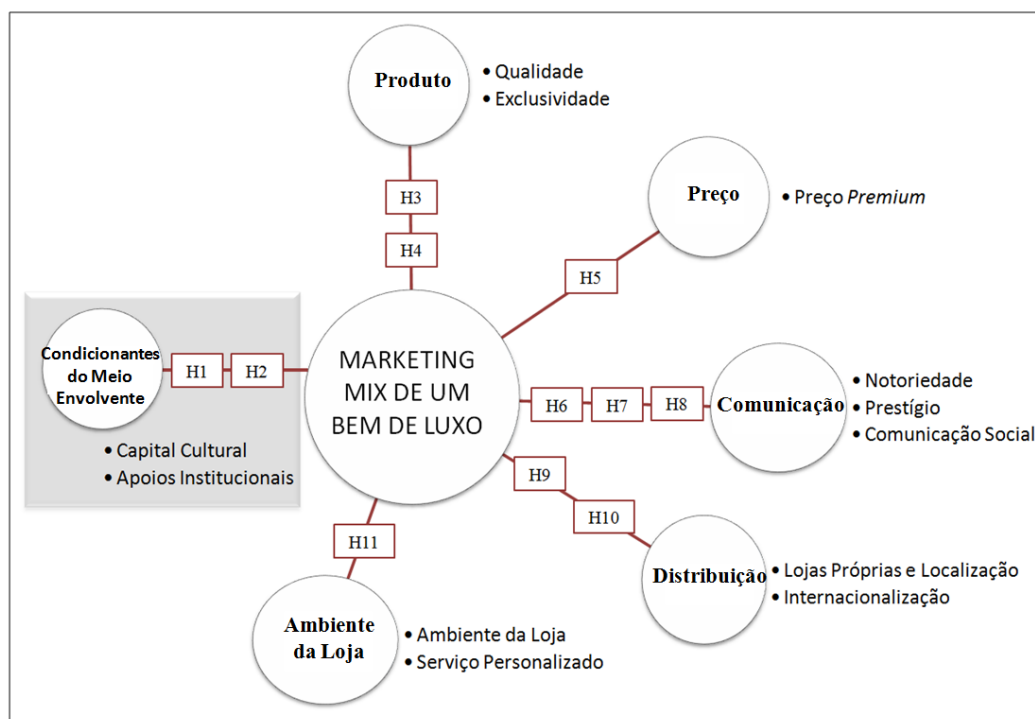 Produto
• Qualidade
• Exclusividade
H3
H4
Preço
• Preço Premium
H5
Condicionantes
do Meio
Envolvente
H1
H2
• Capital Cultural
• Apoios Institucionais
MARKETING
MIX DE UM
BEM DE LUXO
H6
H7
H8
Comunicação
• Notoriedade
• Prestígio
• Comunicação Social
H9
H10
Distribuição
• Lojas Próprias e Localização
• Internacionalização
H11
Ambiente
da Loja
• Ambiente da Loja
• Serviço Personalizado